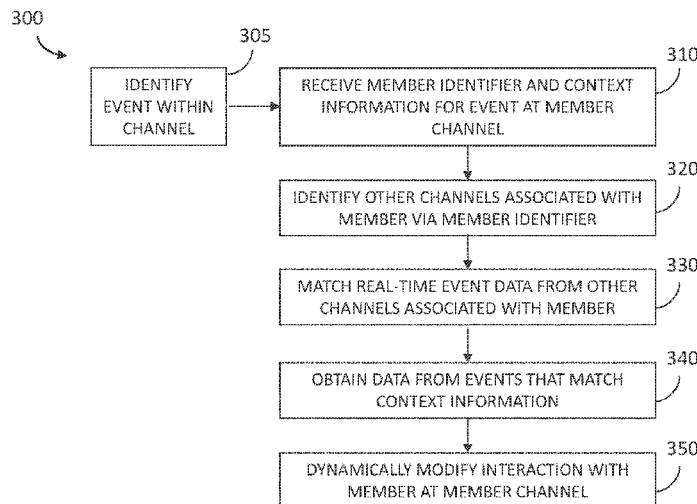 300
305
IDENTIFY
EVENT WITHIN
CHANNEL
310
RECEIVE MEMBER IDENTIFIER AND CONTEXT
INFORMATION FOR EVENT AT MEMBER
CHANNEL
320
IDENTIFY OTHER CHANNELS ASSOCIATED WITH
MEMBER VIA MEMBER IDENTIFIER
330
MATCH REAL-TIME EVENT DATA FROM OTHER
CHANNELS ASSOCIATED WITH MEMBER
340
OBTAIN DATA FROM EVENTS THAT MATCH
CONTEXT INFORMATION
350
DYNAMICALLY MODIFY INTERACTION WITH
MEMBER AT MEMBER CHANNEL